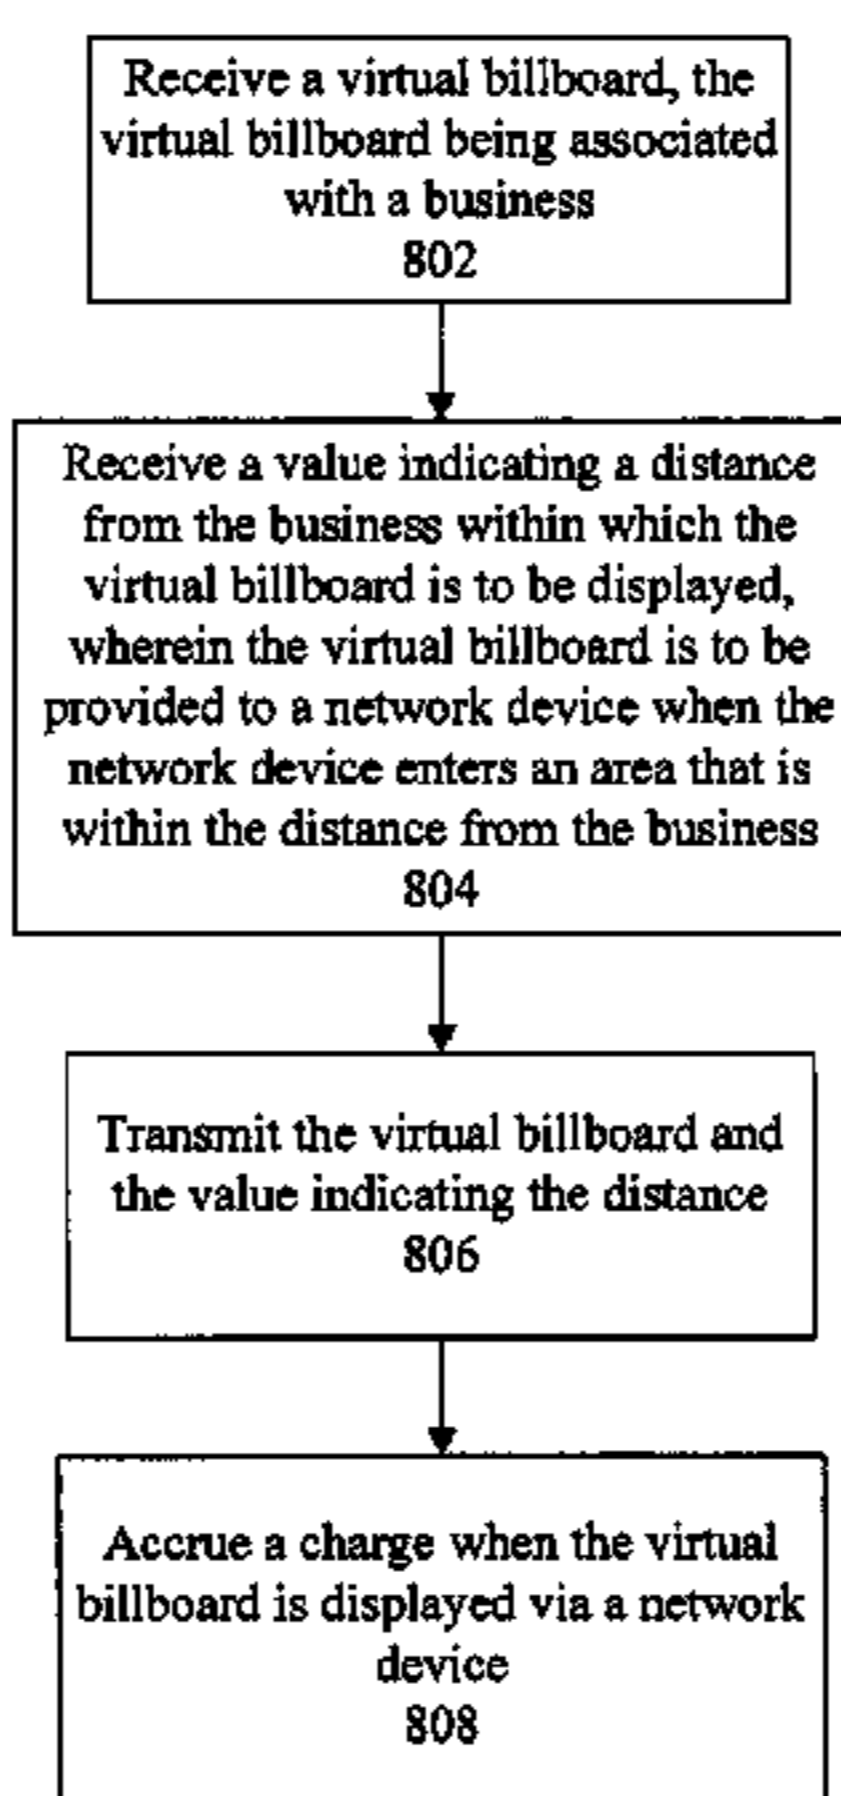 Receive a virtual billboard, the
virtual billboard being associated
with a business
802
Receive a value indicating a distance
from the business within which the
virtual billboard is to be displayed,
wherein the virtual billboard is to be
provided to a network device when the
network device enters an area that is
within the distance from the business
804
Transmit the virtual billboard and
the value indicating the distance
806
Accrue a charge when the virtual
billboard is displayed via a network
device
808